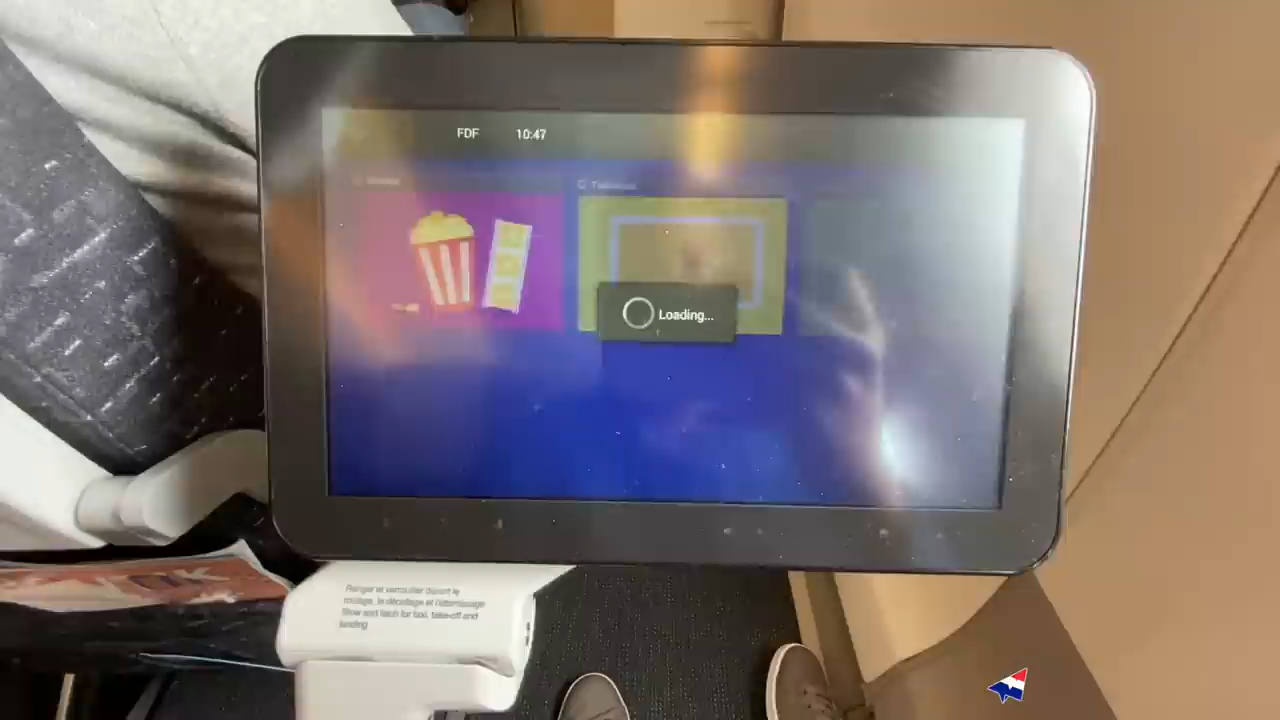 FDF 10:47
Loading...
Ranger et verrouiller avant le
roulage, le décollage et l'atterrissage
Stow and latch for taxi, take-off and
landing